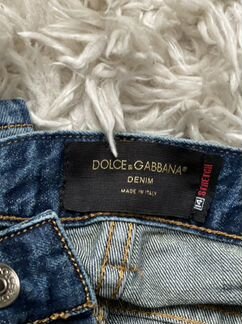 DOLCE & GABBANA®
DENIM
MADE IN ITALY
14 STRETCH